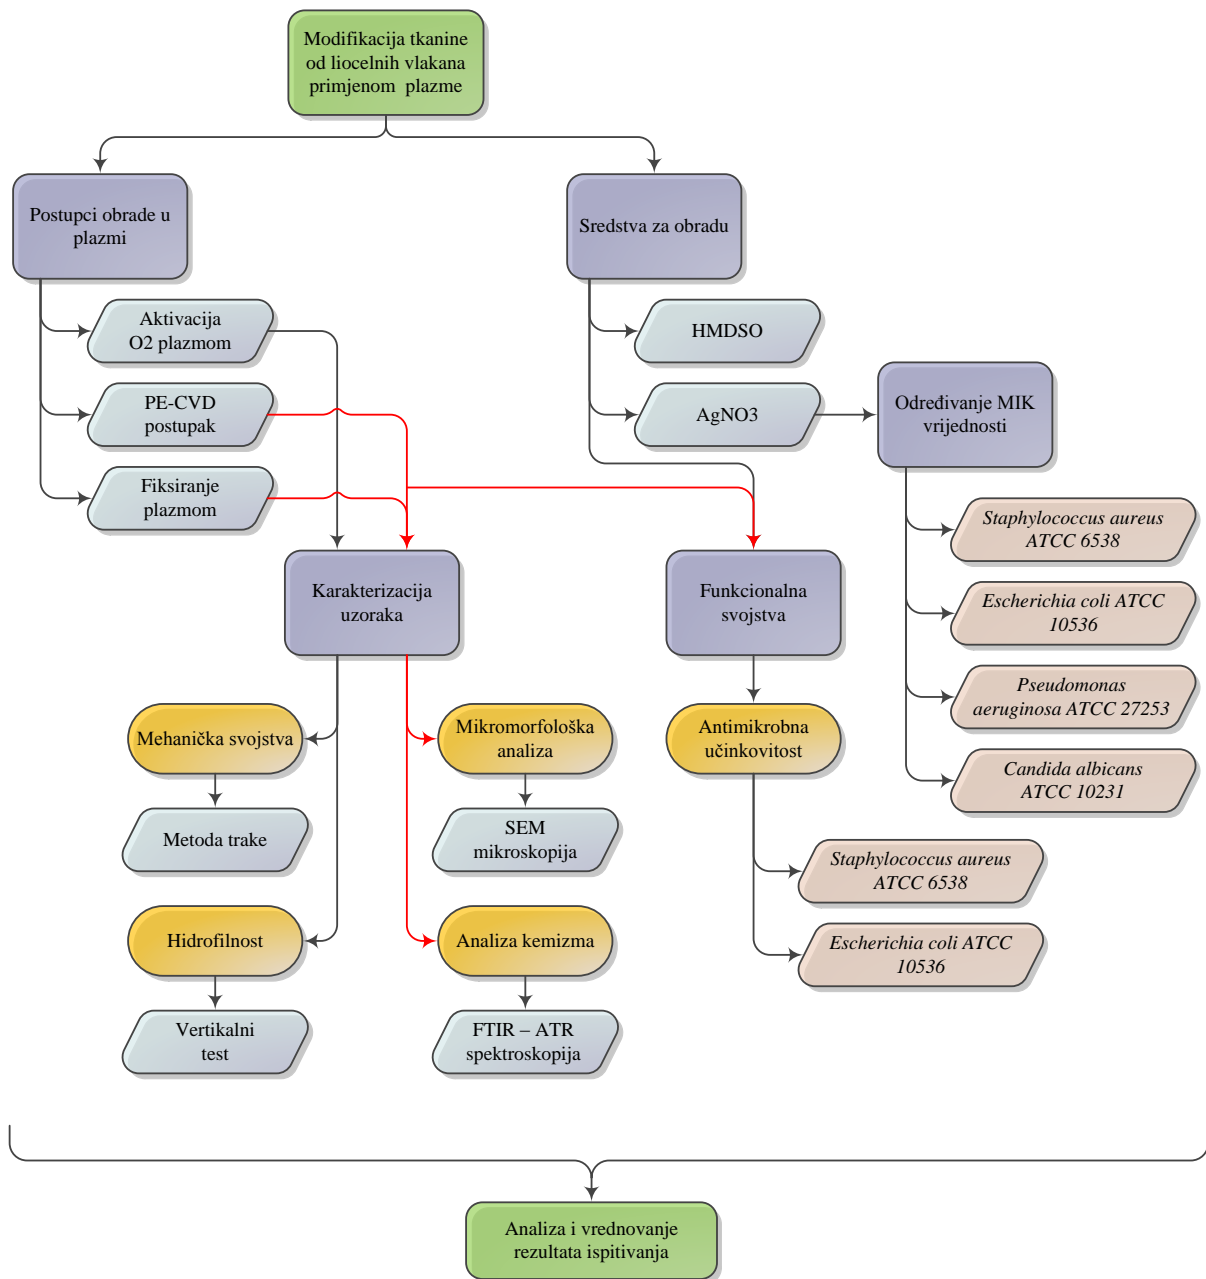 Modifikacija tkanine
od liocelnih vlakana
primjenom plazme
Postupci obrade u
plazmi
Sredstva za obradu
Aktivacija
O2 plazmom
HMDSO
PE-CVD
postupak
AgNO3
Određivanje MIK
vrijednosti
Fiksiranje
plazmom
Staphylococcus aureus
ATCC 6538
Escherichia coli ATCC
10536
Pseudomonas
aeruginosa ATCC 27253
Candida albicans
ATCC 10231
Karakterizacija
uzoraka
Funkcionalna
svojstva
Mehanička svojstva
Mikromorfološka
analiza
Antimikrobna
učinkovitost
Metoda trake
SEM
mikroskopija
Staphylococcus aureus
ATCC 6538
Hidrofilnost
Analiza kemizma
Escherichia coli ATCC
10536
Vertikalni
test
FTIR – ATR
spektroskopija
Analiza i vrednovanje
rezultata ispitivanja